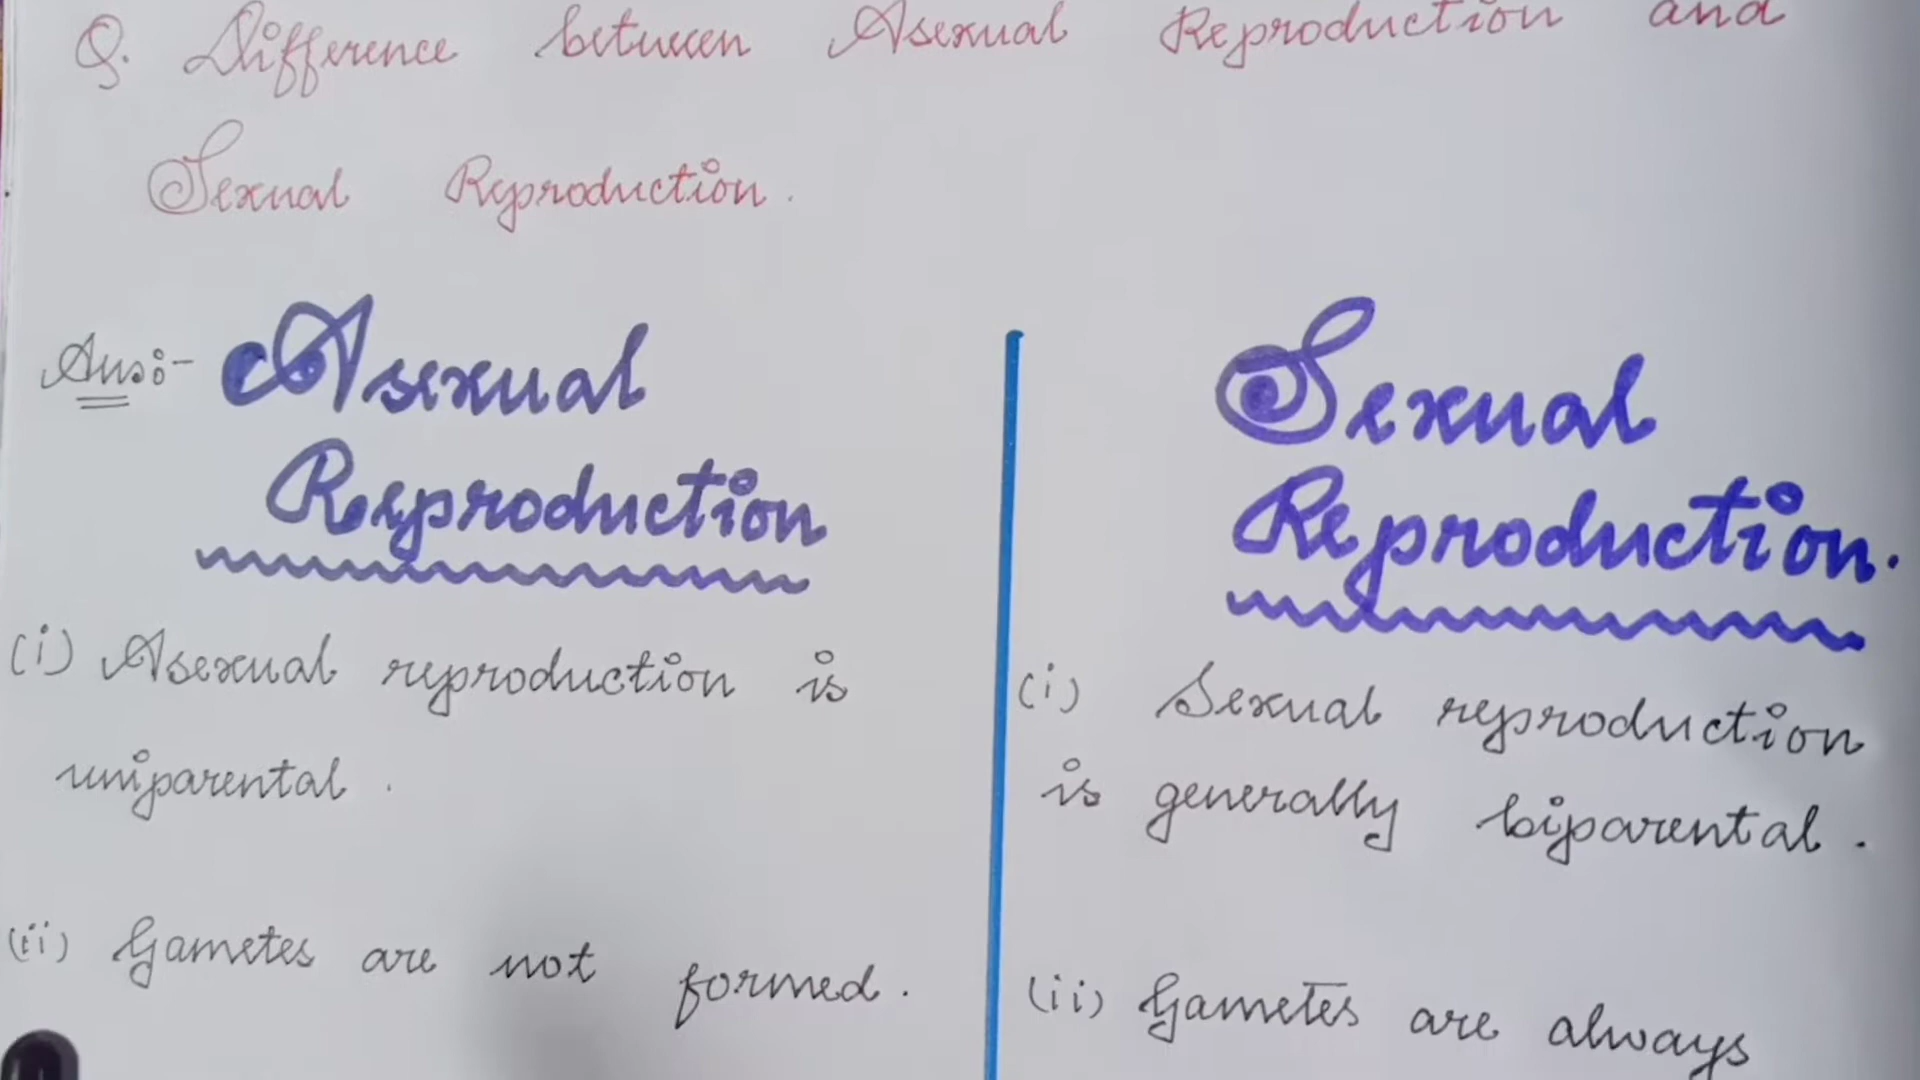 Q. Difference between Asexual Reproduction and
Sexual Reproduction.
Ans:-
Asexual
Reproduction
(i) Asexual reproduction is
uniparental.
(ii) Gametes are not formed.
Sexual
Reproduction.
(i) Sexual reproduction
is generally biparental.
(ii) Gametes are always